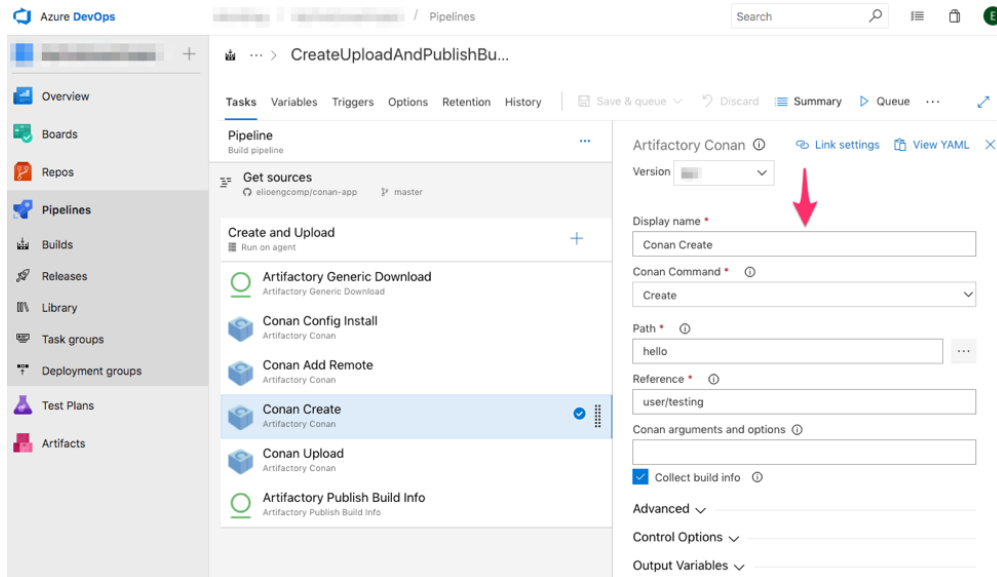 Azure DevOps
/
/ Pipelines
Search
E
+
Overview
Boards
Repos
Pipelines
Builds
Releases
Library
Task groups
Deployment groups
Test Plans
Artifacts
... > CreateUploadAndPublishBu...
Tasks Variables Triggers Options Retention History Save & queue Discard Summary Queue ...
Pipeline
Build pipeline
...
Get sources
elioengcomp/conan-app master
Create and Upload
Run on agent
+
Artifactory Generic Download
Artifactory Generic Download
Conan Config Install
Artifactory Conan
Conan Add Remote
Artifactory Conan
Conan Create
Artifactory Conan
Conan Upload
Artifactory Conan
Artifactory Publish Build Info
Artifactory Publish Build Info
Artifactory Conan Link settings View YAML
Version
Display name *
Conan Create
Conan Command *
Create
Path *
hello
...
Reference *
user/testing
Conan arguments and options
Collect build info
Advanced
Control Options
Output Variables